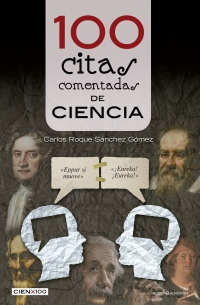 100
citas
comentadas
DE
CIENCIA
Carlos Roque Sánchez Gómez
«Eppur si
muove»
«¡Eureka!
¡Eureka!»
CIENX100